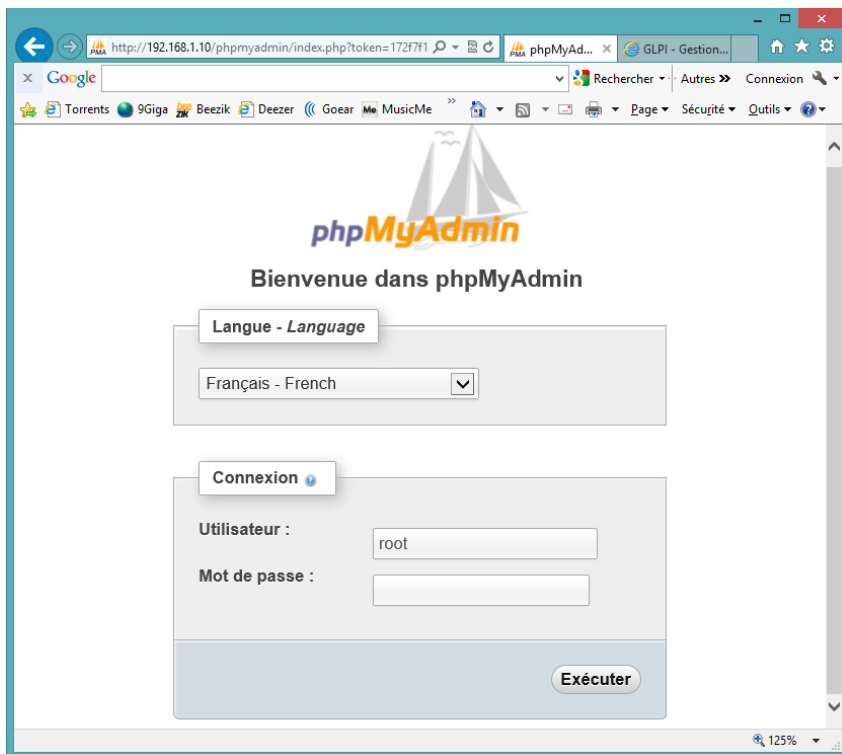 http://192.168.1.10/phpmyadmin/index.php?token=172f7f1
phpMyAd...
GLPI - Gestion...
x Google
Rechercher
Autres »
Connexion
Torrents
9Giga
Beezik
Deezer
Goear
MusicMe
»
Page
Sécurité
Outils
phpMyAdmin
Bienvenue dans phpMyAdmin
Langue - Language
Français - French
Connexion
Utilisateur :
root
Mot de passe :
Exécuter
125%